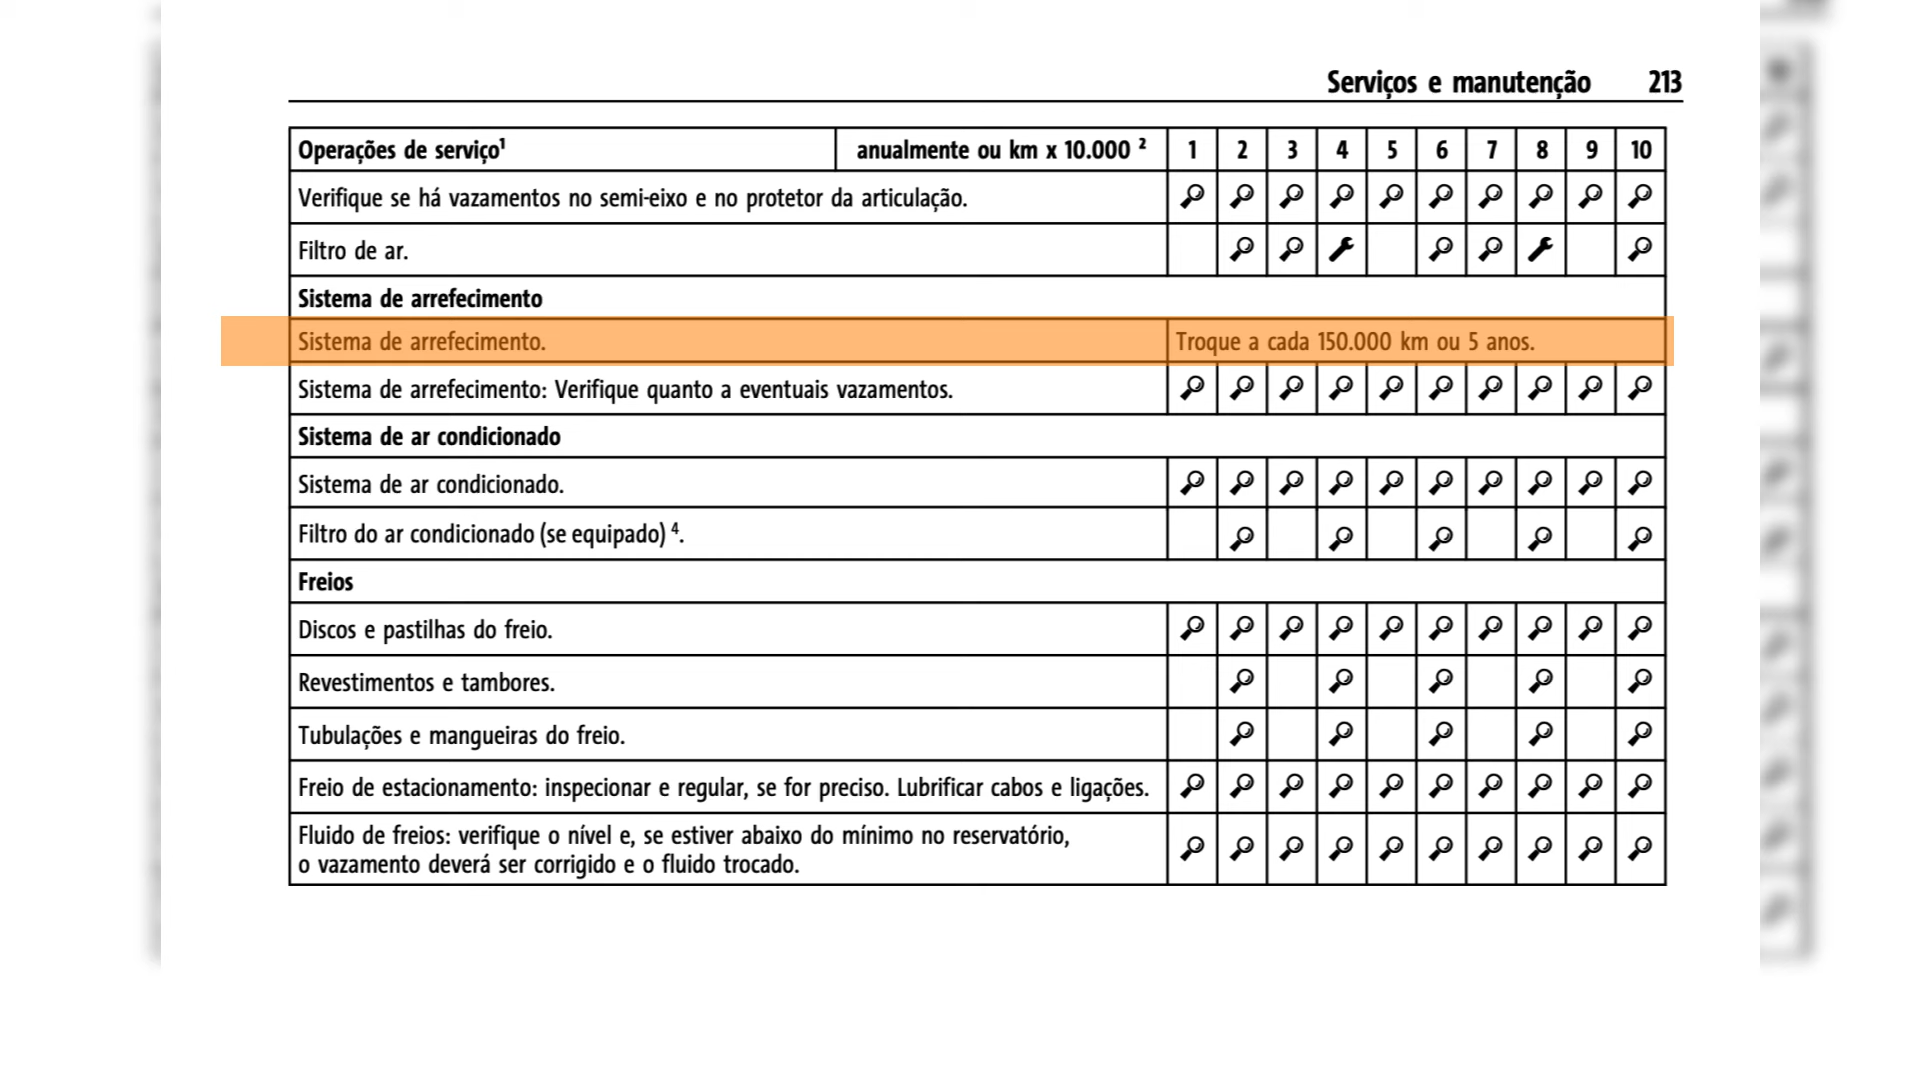 Serviços e manutenção 213
Operações de serviço¹ anualmente ou km x 10.000 ² 1 2 3 4 5 6 7 8 9 10
Verifique se há vazamentos no semi-eixo e no protetor da articulação.
Filtro de ar.
Sistema de arrefecimento
Sistema de arrefecimento. Troque a cada 150.000 km ou 5 anos.
Sistema de arrefecimento: Verifique quanto a eventuais vazamentos.
Sistema de ar condicionado
Sistema de ar condicionado.
Filtro do ar condicionado (se equipado) ⁴.
Freios
Discos e pastilhas do freio.
Revestimentos e tambores.
Tubulações e mangueiras do freio.
Freio de estacionamento: inspecionar e regular, se for preciso. Lubrificar cabos e ligações.
Fluido de freios: verifique o nível e, se estiver abaixo do mínimo no reservatório,
o vazamento deverá ser corrigido e o fluido trocado.